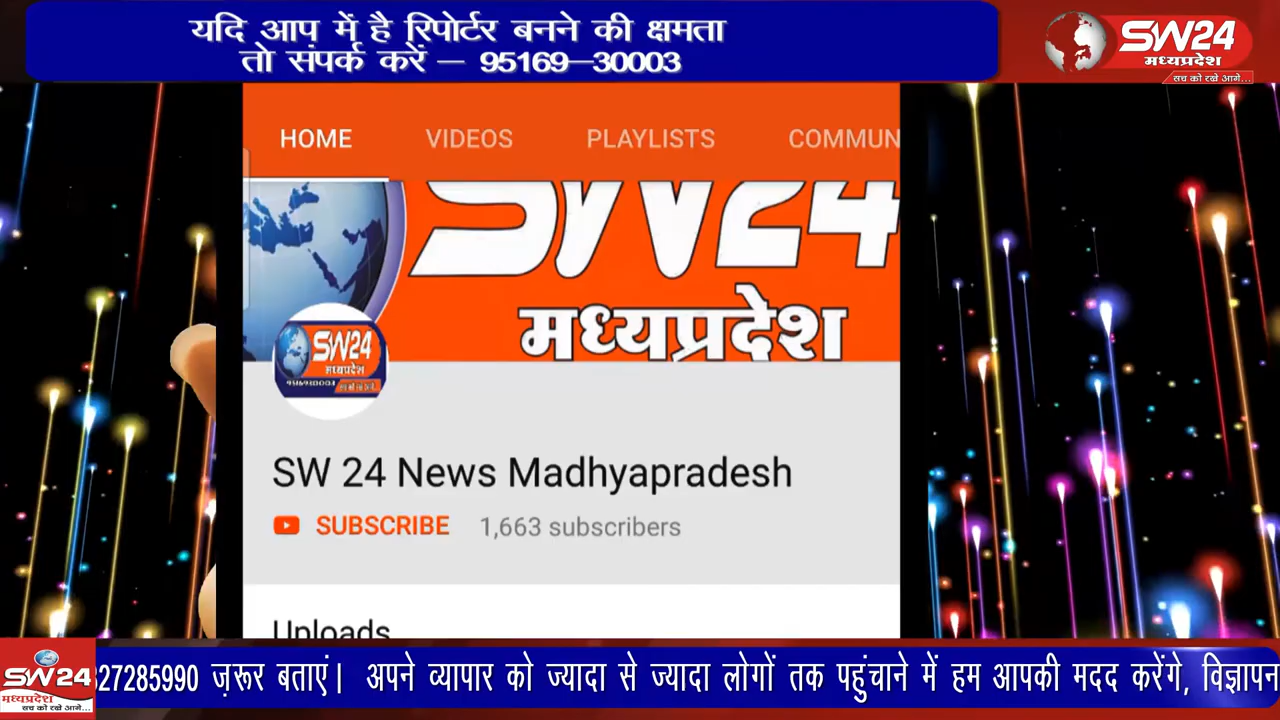 यदि आप में है रिपोर्टर बनने की क्षमता
तो संपर्क करें – 95169–30003
SW24
मध्यप्रदेश
सच को रखे आगे...
HOME VIDEOS PLAYLISTS COMMUN
SW24
मध्यप्रदेश
SW24
मध्यप्रदेश
9516930003
SW 24 News Madhyapradesh
SUBSCRIBE 1,663 subscribers
Uploads
SW24
मध्यप्रदेश
सच को रखे आगे...
327285990 ज़रूर बताएं। अपने व्यापार को ज्यादा से ज्यादा लोगों तक पहुंचाने में हम आपकी मदद करेंगे, विज्ञापन